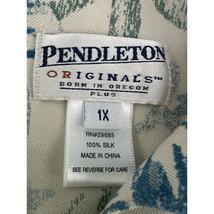 PENDLETON
ORIGINALS™
BORN IN OREGON
PLUS
1X
RN#29685
100% SILK
MADE IN CHINA
SEE REVERSE FOR CARE